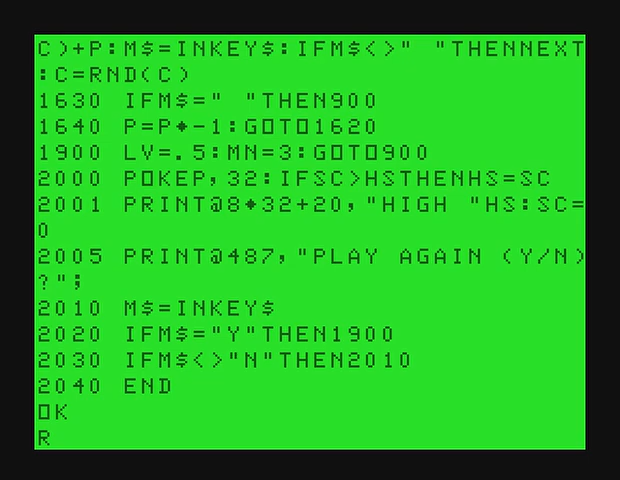 C)+P:M$=INKEY$:IFM$<>" "THENNEXT
:C=RND(C)
1630 IFM$=" "THEN900
1640 P=P*-1:GOTO1620
1900 LV=.5:MN=3:GOTO900
2000 POKEP,32:IFSC>HSTHENHS=SC
2001 PRINT@8*32+20,"HIGH "HS:SC=
0
2005 PRINT@487,"PLAY AGAIN (Y/N)
?";
2010 M$=INKEY$
2020 IFM$="Y"THEN1900
2030 IFM$<>"N"THEN2010
2040 END
OK
R